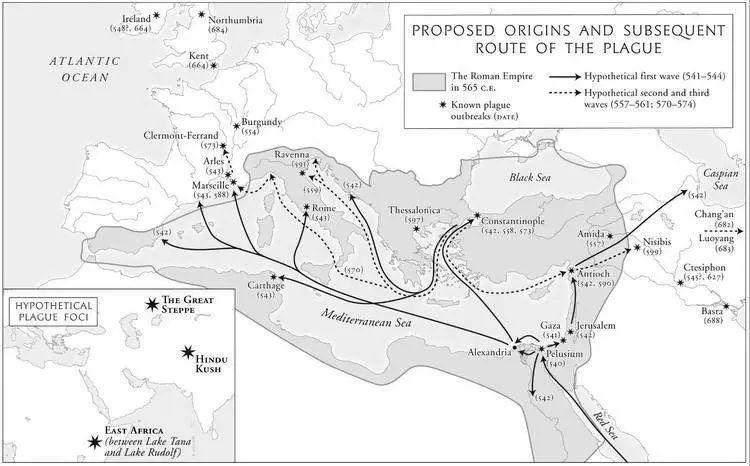 PROPOSED ORIGINS AND SUBSEQUENT
ROUTE OF THE PLAGUE
The Roman Empire
in 565 C.E.
Known plague
outbreaks (DATE)
Hypothetical first wave (541–544)
Hypothetical second and third
waves (557–561; 570–574)
ATLANTIC
OCEAN
Ireland
(548?, 664)
Northumbria
(684)
Kent
(664)
Burgundy
(554)
Clermont-Ferrand
(573)
Arles
(543)
Marseille
(543, 588)
Ravenna
(591)
(559)
(542)
Rome
(543)
Thessalonica
(597)
Black Sea
Constantinople
(542, 558, 573)
Caspian
Sea
(542)
Chang'an
(682)
Luoyang
(683)
Amida
(557)
Nisibis
(599)
Antioch
(542, 590)
Ctesiphon
(545?, 627)
Basra
(688)
(542)
(570)
Carthage
(543)
Mediterranean Sea
Gaza
(541)
Jerusalem
(542)
Alexandria
Pelusium
(540)
(542)
Red Sea
HYPOTHETICAL
PLAGUE FOCI
THE GREAT
STEPPE
HINDU
KUSH
EAST AFRICA
(between Lake Tana
and Lake Rudolf)